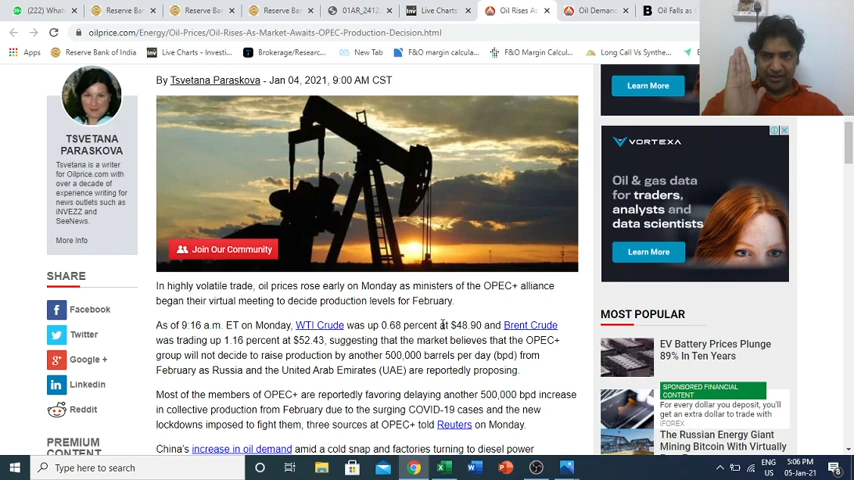 (222) What
Reserve Bank
Reserve Ban
Reserve Ban
01AR_2412
Live Charts
Oil Rises As
Oil Demand
Oil Falls as
oilprice.com/Energy/Oil-Prices/Oil-Rises-As-Market-Awaits-OPEC-Production-Decision.html
Apps
Reserve Bank of India
Live Charts - Investi...
Brokerage/Researc...
New Tab
F&O margin calcula...
F&O Margin Calcul...
Long Call Vs Synthe...
By Tsvetana Paraskova - Jan 04, 2021, 9:00 AM CST
TSVETANA
PARASKOVA
Tsvetana is a writer
for Oilprice.com with
over a decade of
experience writing for
news outlets such as
iNVEZZ and
SeeNews.
More Info
SHARE
Facebook
Twitter
Google +
Linkedin
Reddit
PREMIUM
CONTENT
Join Our Community
In highly volatile trade, oil prices rose early on Monday as ministers of the OPEC+ alliance
began their virtual meeting to decide production levels for February.
As of 9:16 a.m. ET on Monday, WTI Crude was up 0.68 percent at $48.90 and Brent Crude
was trading up 1.16 percent at $52.43, suggesting that the market believes that the OPEC+
group will not decide to raise production by another 500,000 barrels per day (bpd) from
February as Russia and the United Arab Emirates (UAE) are reportedly proposing.
Most of the members of OPEC+ are reportedly favoring delaying another 500,000 bpd increase
in collective production from February due to the surging COVID-19 cases and the new
lockdowns imposed to fight them, three sources at OPEC+ told Reuters on Monday.
China's increase in oil demand amid a cold snap and factories turning to diesel power
Learn More
VORTEXA
Oil & gas data
for traders,
analysts and
data scientists
Learn More
MOST POPULAR
EV Battery Prices Plunge
89% In Ten Years
SPONSORED FINANCIAL
CONTENT
For every dollar you deposit, you'll
get an extra dollar to trade with
iFOREX
The Russian Energy Giant
Mining Bitcoin With Virtually
Type here to search
ENG
US
5:06 PM
05-Jan-21
8